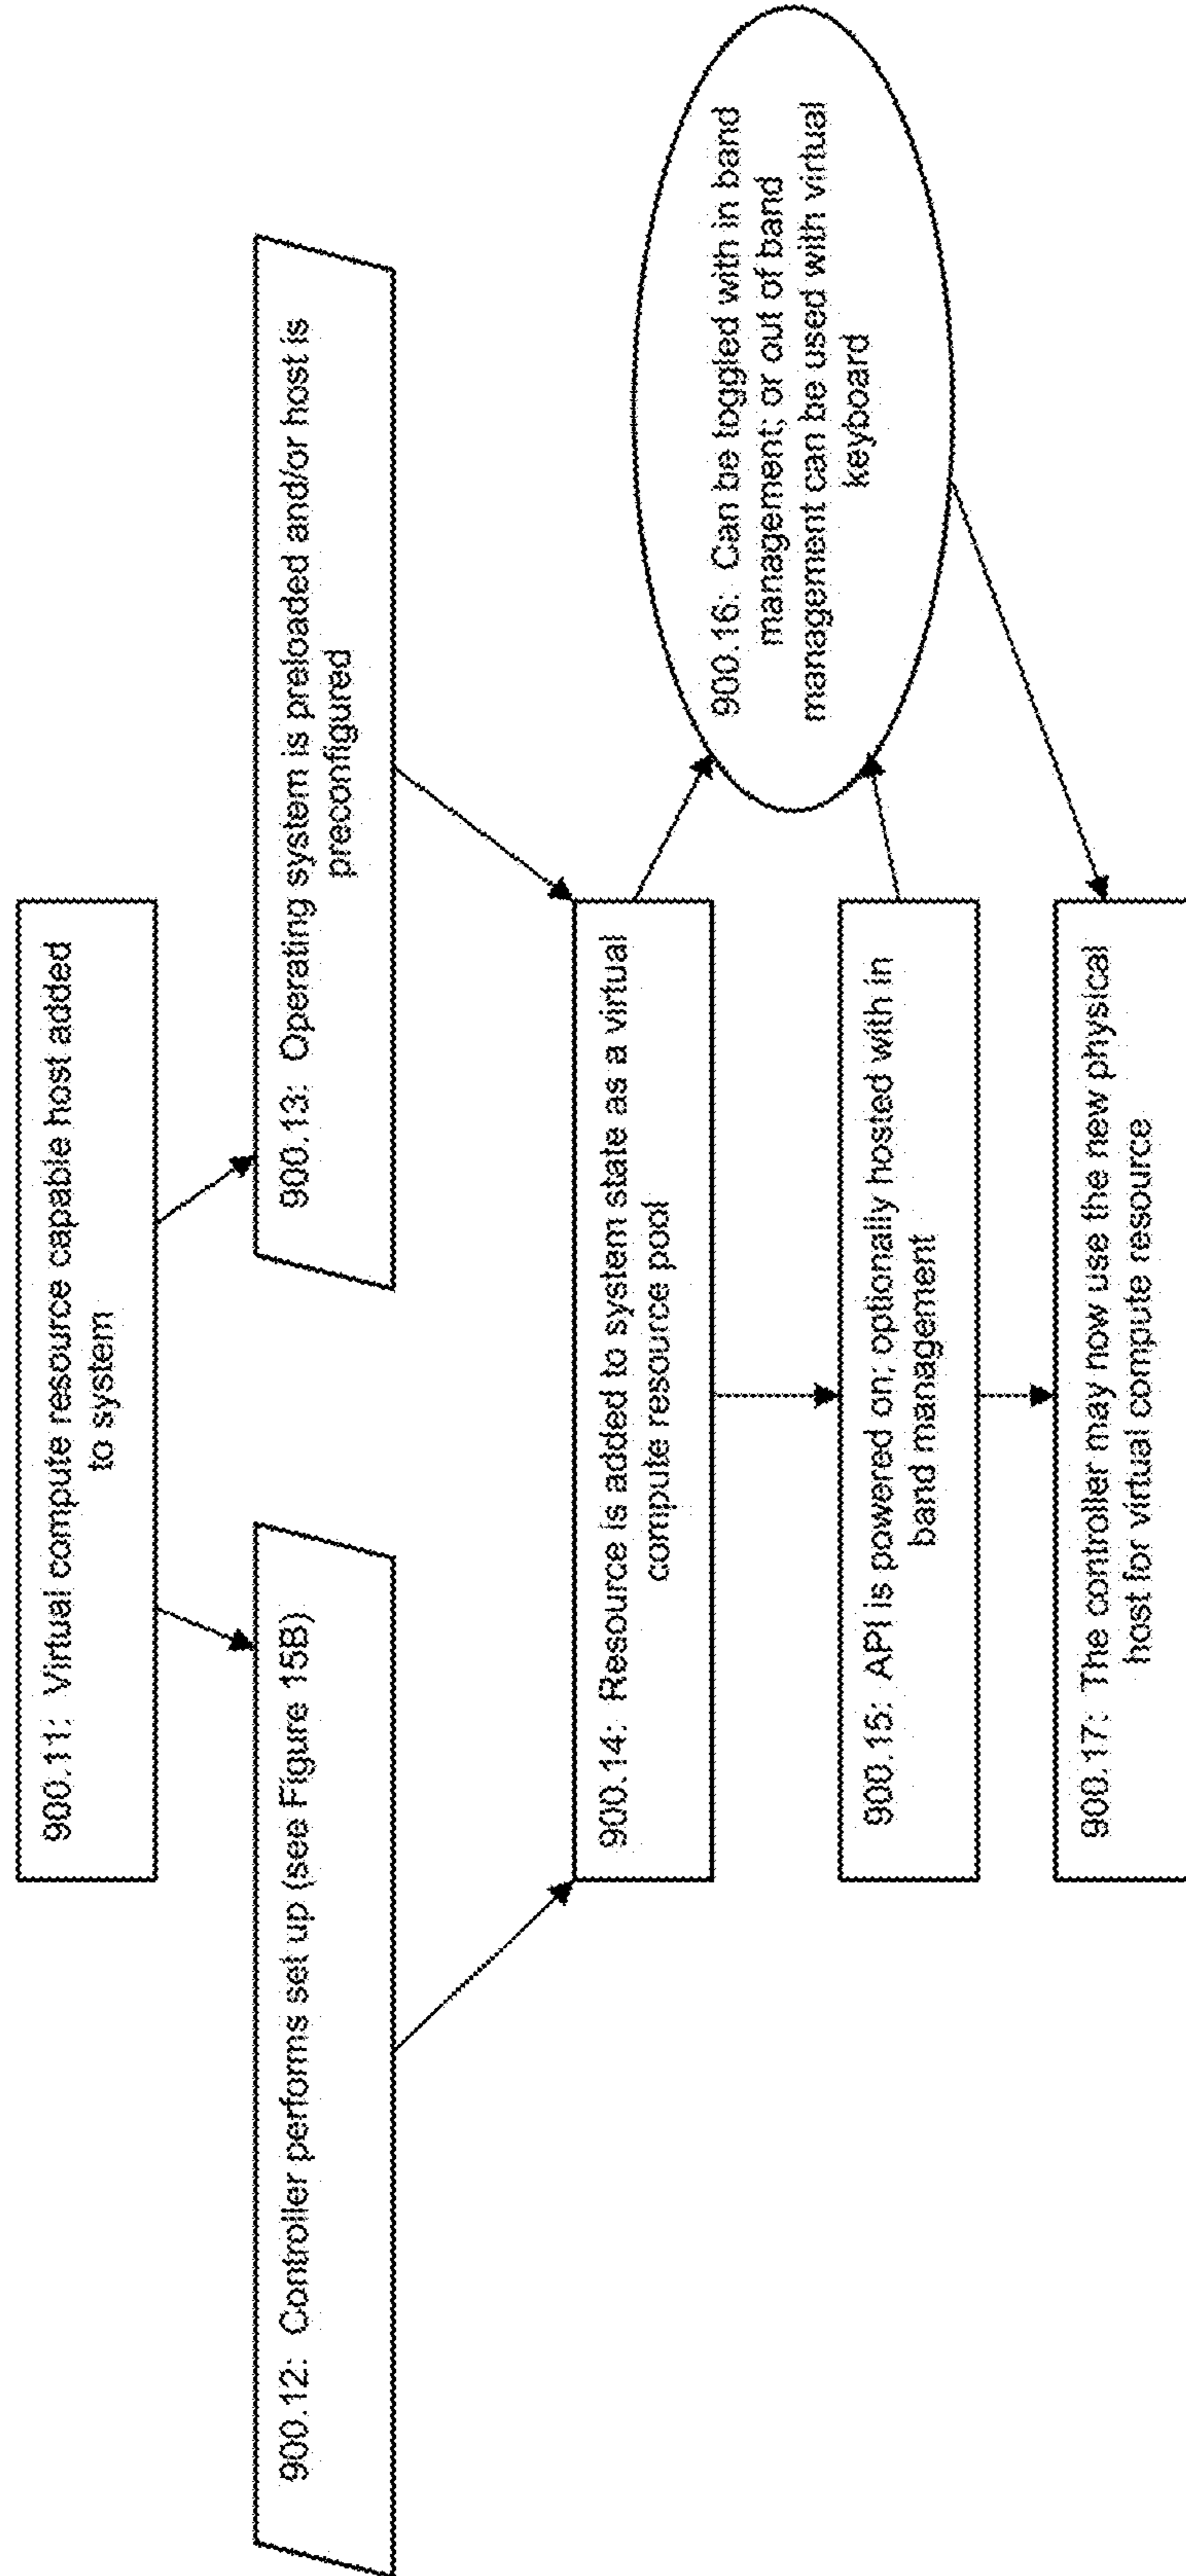 900.11: Virtual compute resource capable host added
to system
900.12: Controller performs set up (see Figure 15B)
900.13: Operating system is preloaded and/or host is
preconfigured
900.14: Resource is added to system state as a virtual
compute resource pool
900.15: API is powered on; optionally hosted with in
band management
900.16: Can be toggled with in band
management; or out of band
management can be used with virtual
keyboard
900.17: The controller may now use the new physical
host for virtual compute resource